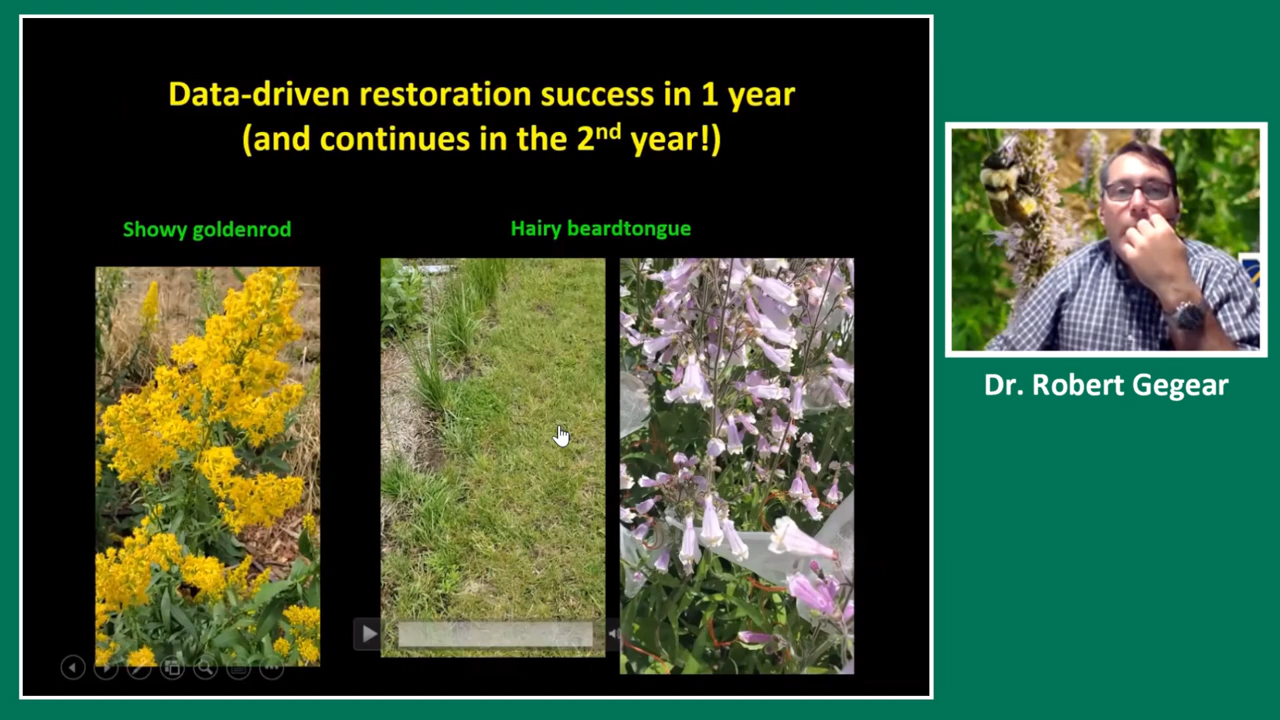 Data-driven restoration success in 1 year
(and continues in the 2nd year!)
Showy goldenrod
Hairy beardtongue
Dr. Robert Gegear